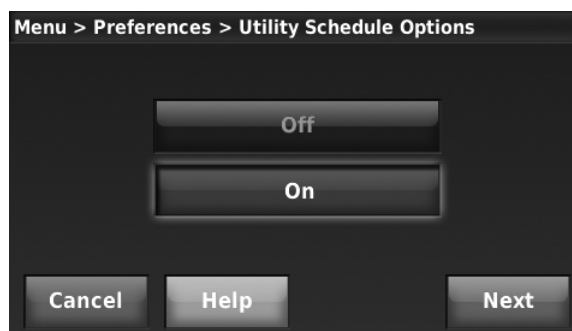 Menu > Preferences > Utility Schedule Options
Off
On
Cancel Help Next